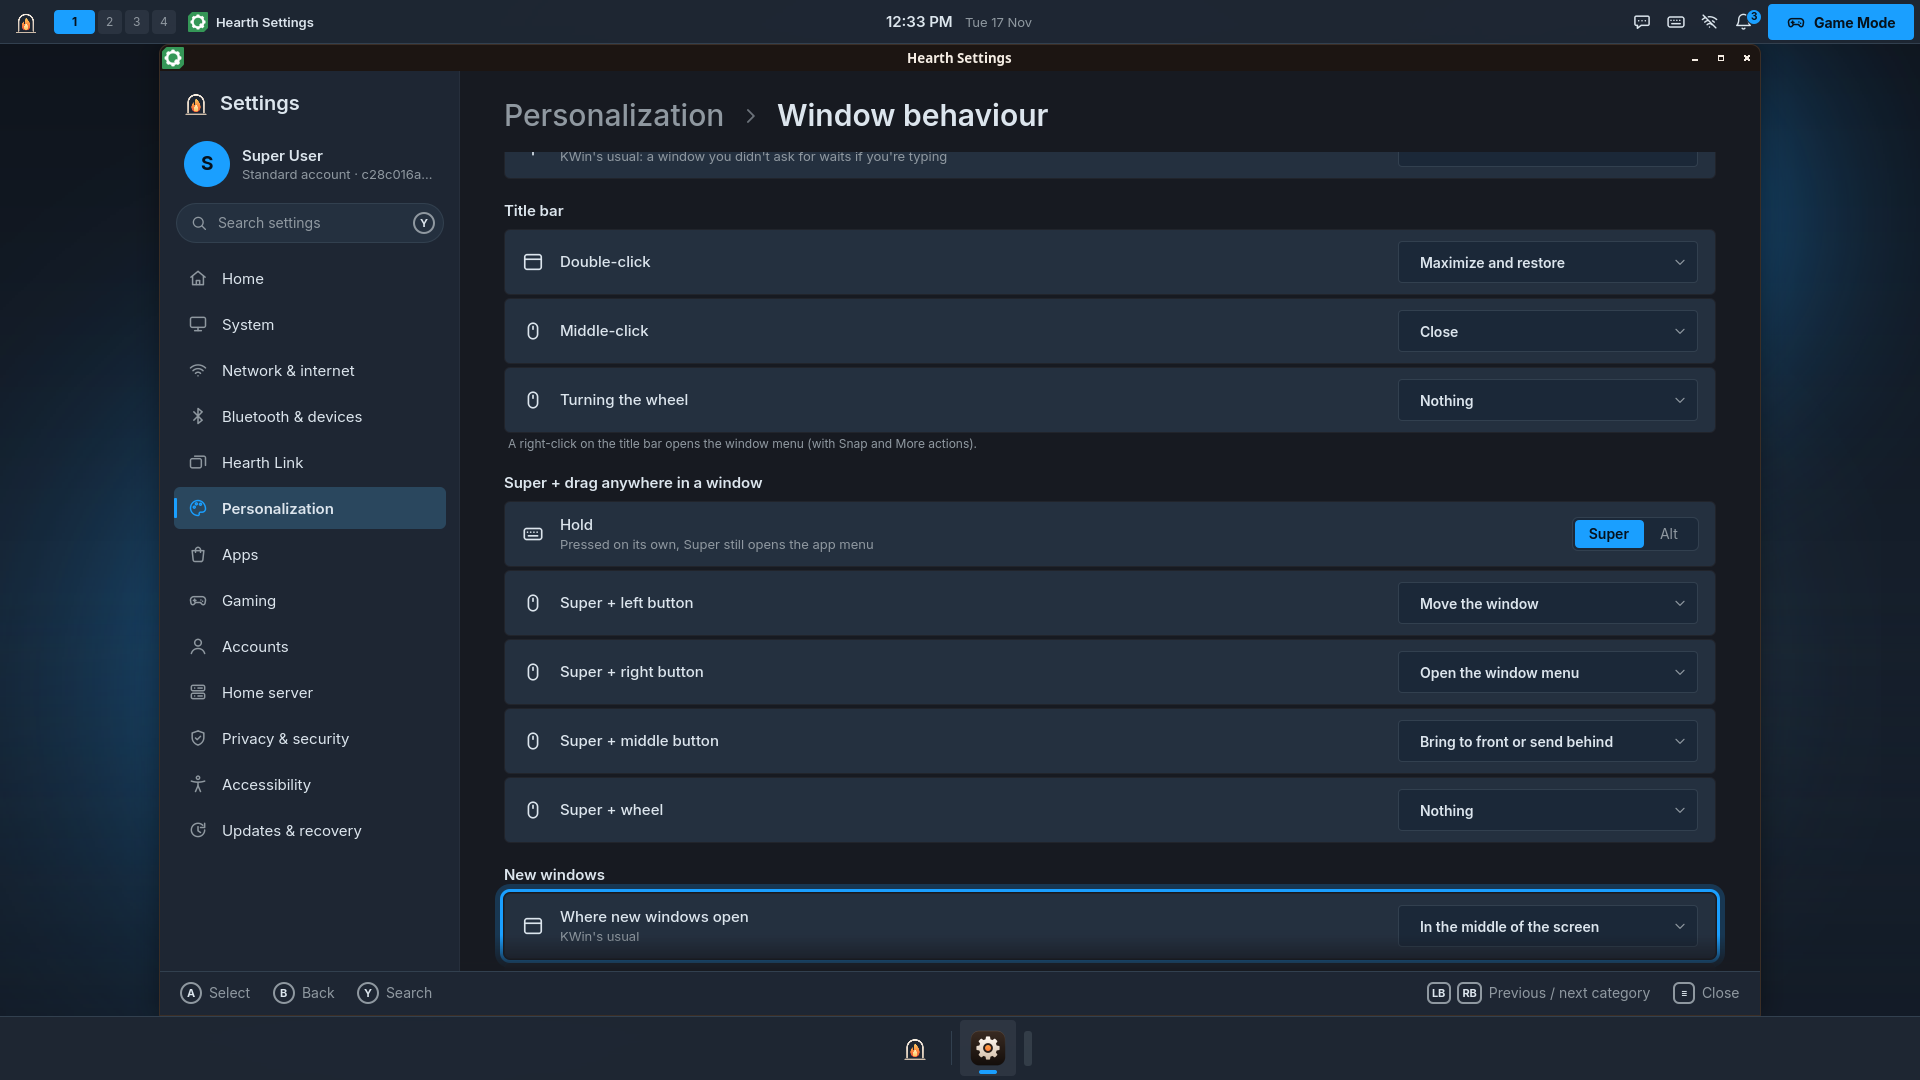 1 2 3 4 Hearth Settings 12:33 PM Tue 17 Nov 3 Game Mode
Hearth Settings
Settings
S Super User
Standard account · c28c016a...
Search settings Y
Home
System
Network & internet
Bluetooth & devices
Hearth Link
Personalization
Apps
Gaming
Accounts
Home server
Privacy & security
Accessibility
Updates & recovery
Personalization > Window behaviour
KWin's usual: a window you didn't ask for waits if you're typing
Title bar
Double-click Maximize and restore
Middle-click Close
Turning the wheel Nothing
A right-click on the title bar opens the window menu (with Snap and More actions).
Super + drag anywhere in a window
Hold Super Alt
Pressed on its own, Super still opens the app menu
Super + left button Move the window
Super + right button Open the window menu
Super + middle button Bring to front or send behind
Super + wheel Nothing
New windows
Where new windows open In the middle of the screen
KWin's usual
A Select B Back Y Search LB RB Previous / next category Close